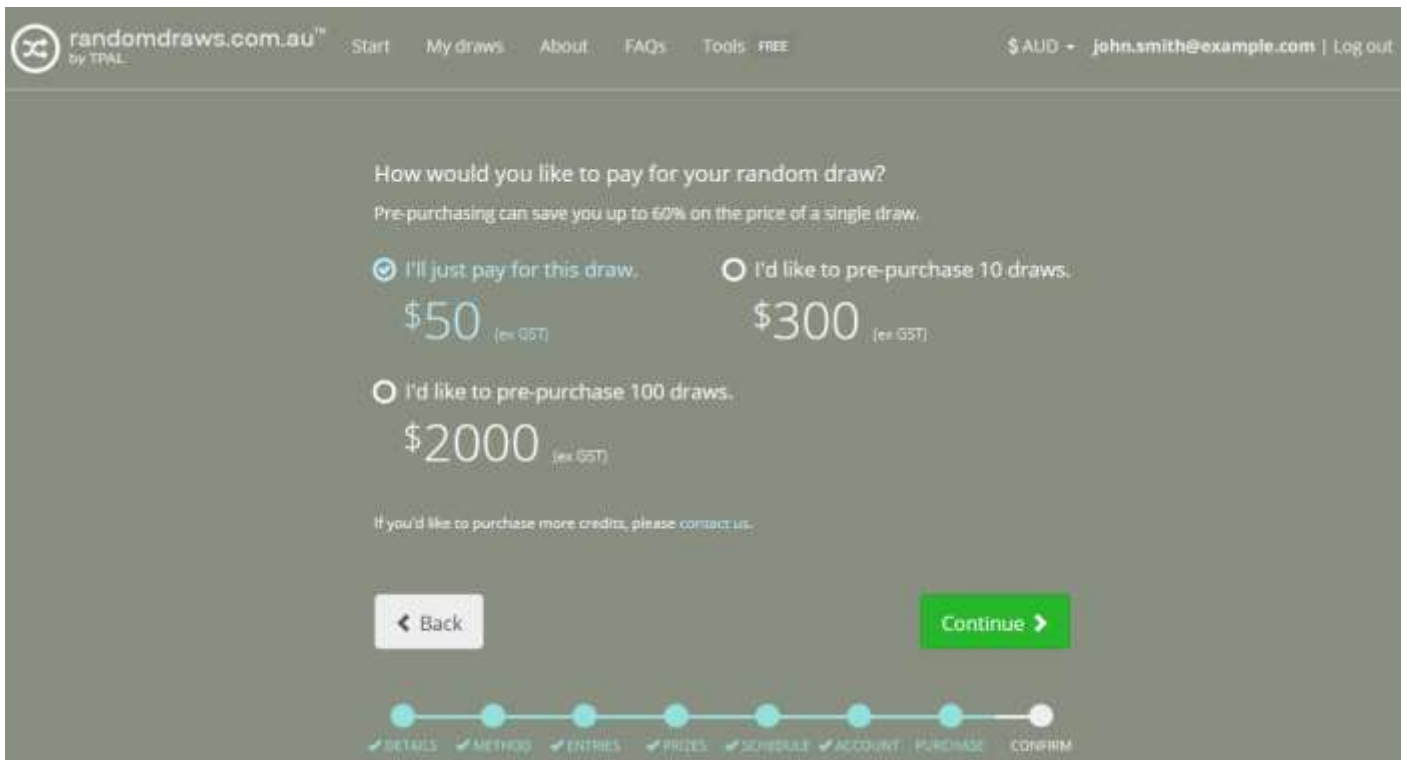 randomdraws.com.au™
by TPAL
Start My draws About FAQs Tools FREE $ AUD john.smith@example.com | Log out
How would you like to pay for your random draw?
Pre-purchasing can save you up to 60% on the price of a single draw.
I'll just pay for this draw.
$50 (ex GST)
I'd like to pre-purchase 10 draws.
$300 (ex GST)
I'd like to pre-purchase 100 draws.
$2000 (ex GST)
If you'd like to purchase more credits, please contact us.
Back
Continue
DETAILS METHOD ENTRIES PRIZES SCHEDULE ACCOUNT PURCHASE CONFIRM